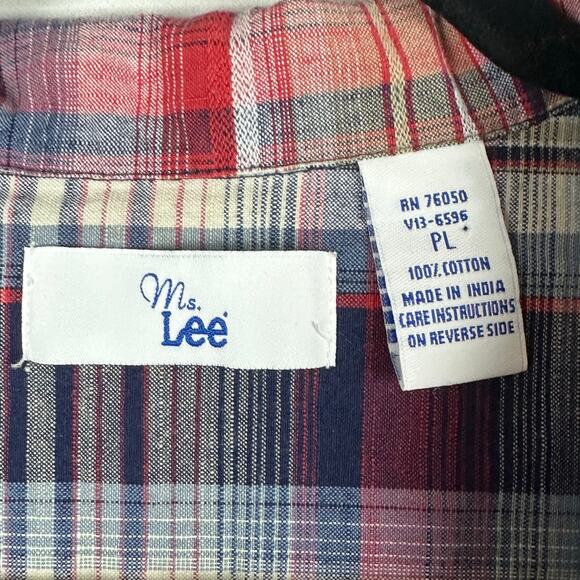 Ms.
Lee
RN 76050
V13-6596
PL
100% COTTON
MADE IN INDIA
CARE INSTRUCTIONS
ON REVERSE SIDE